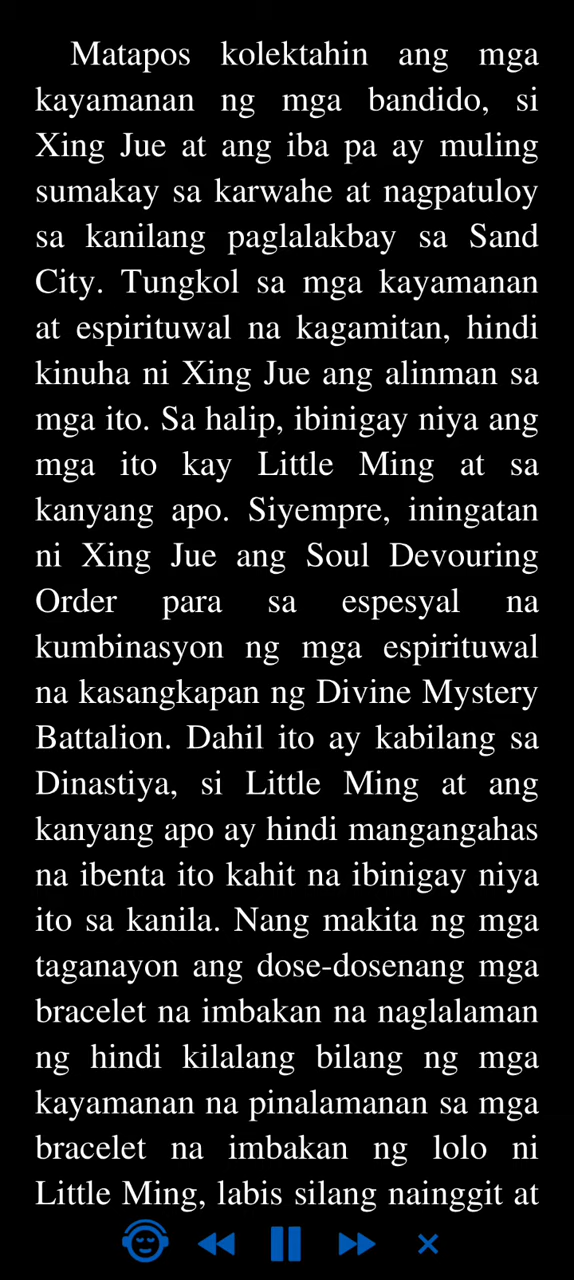 Matapos kolektahin ang mga
kayamanan ng mga bandido, si
Xing Jue at ang iba pa ay muling
sumakay sa karwahe at nagpatuloy
sa kanilang paglalakbay sa Sand
City. Tungkol sa mga kayamanan
at espirituwal na kagamitan, hindi
kinuha ni Xing Jue ang alinman sa
mga ito. Sa halip, ibinigay niya ang
mga ito kay Little Ming at sa
kanyang apo. Siyempre, iningatan
ni Xing Jue ang Soul Devouring
Order para sa espesyal na
kumbinasyon ng mga espirituwal
na kasangkapan ng Divine Mystery
Battalion. Dahil ito ay kabilang sa
Dinastiya, si Little Ming at ang
kanyang apo ay hindi mangangahas
na ibenta ito kahit na ibinigay niya
ito sa kanila. Nang makita ng mga
taganayon ang dose-dosenang mga
bracelet na imbakan na naglalaman
ng hindi kilalang bilang ng mga
kayamanan na pinalamanan sa mga
bracelet na imbakan ng lolo ni
Little Ming, labis silang nainggit at